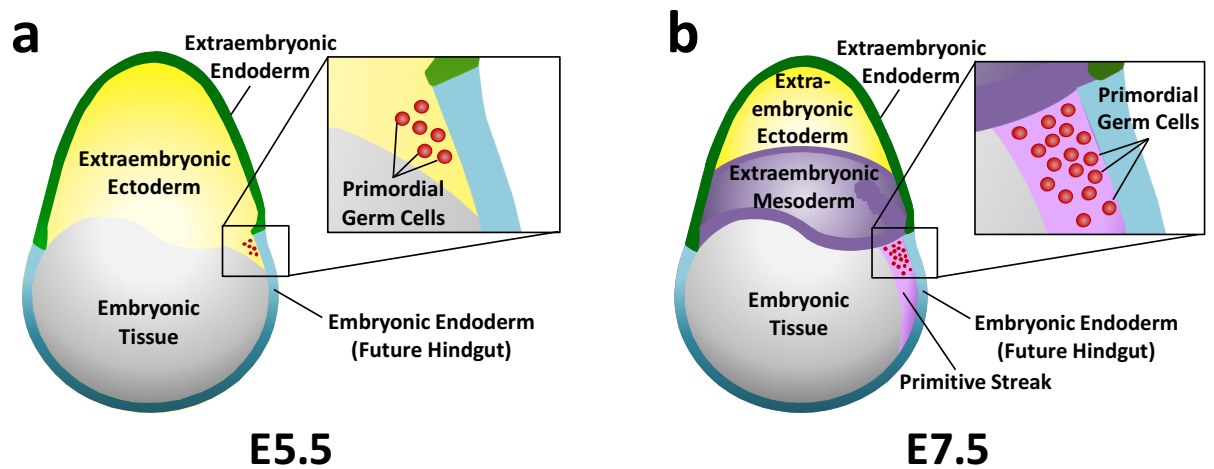 a
Extraembryonic
Endoderm
Extraembryonic
Ectoderm
Primordial
Germ Cells
Embryonic
Tissue
Embryonic Endoderm
(Future Hindgut)
E5.5
b
Extraembryonic
Endoderm
Extra-
embryonic
Ectoderm
Extraembryonic
Mesoderm
Primordial
Germ Cells
Embryonic
Tissue
Embryonic Endoderm
(Future Hindgut)
Primitive Streak
E7.5